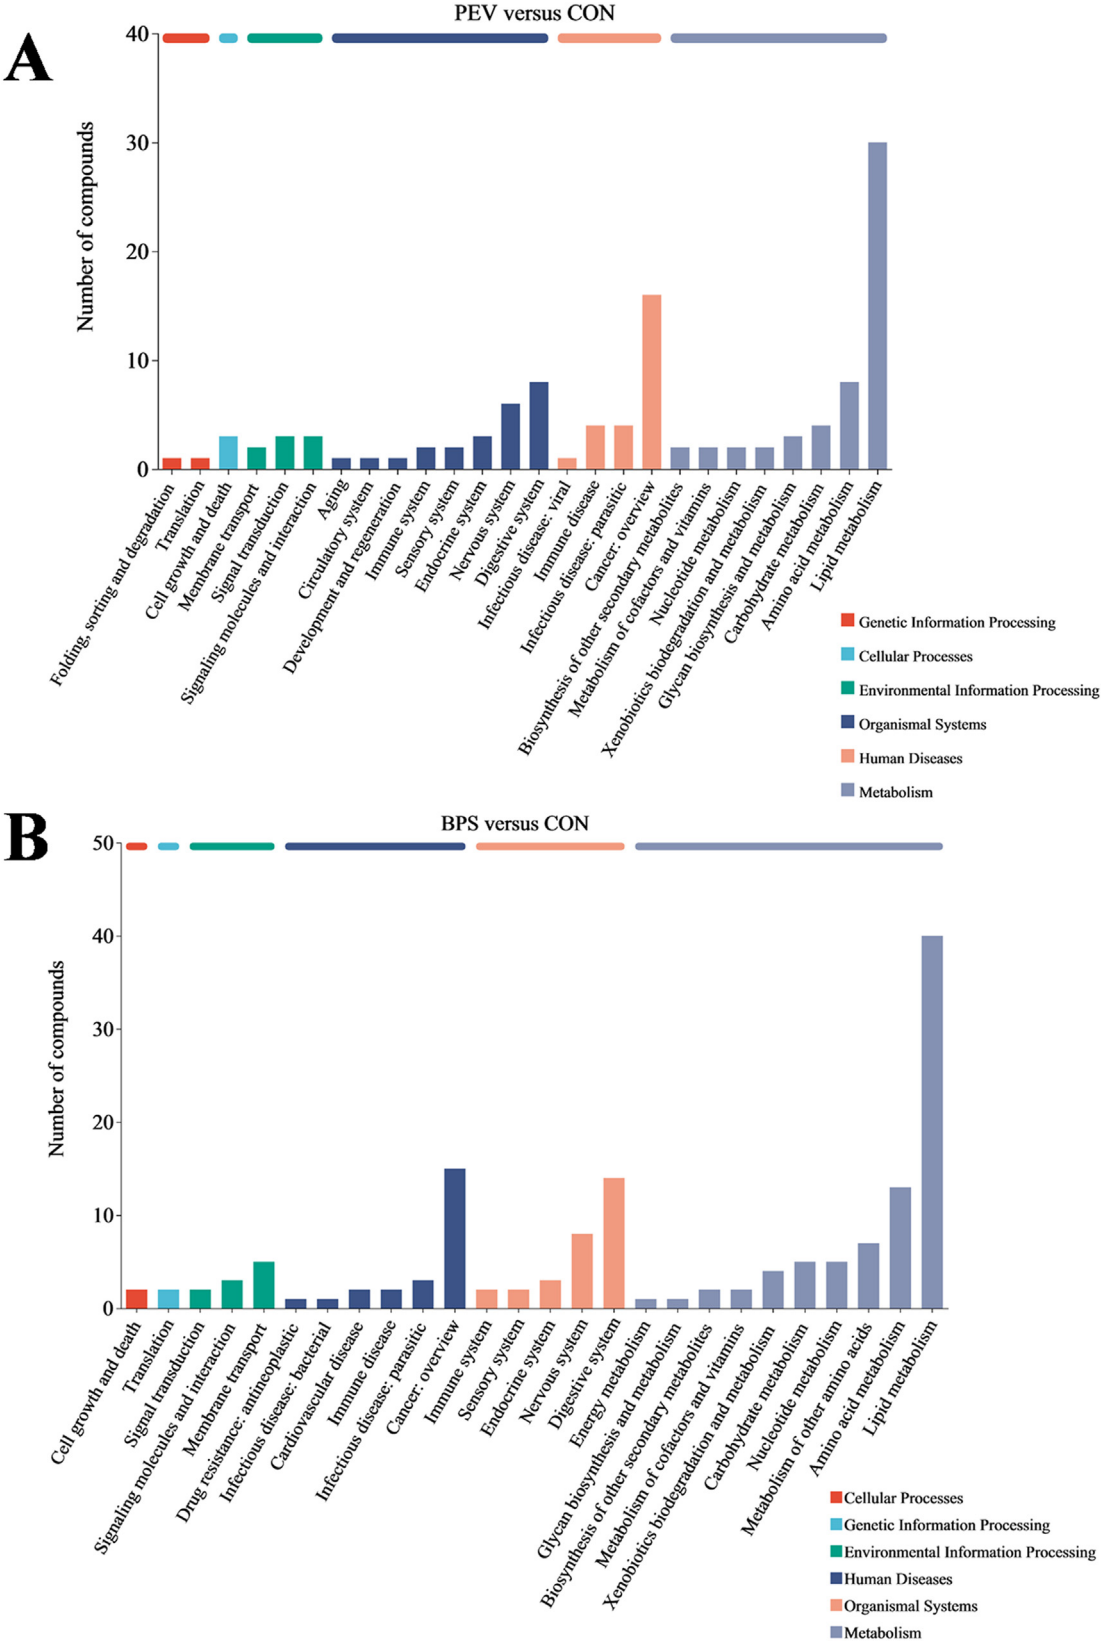 PEV versus CON
A
Number of compounds
40
30
20
10
0
Folding, sorting and degradation
Translation
Cell growth and death
Membrane transport
Signal transduction
Signaling molecules and interaction
Aging
Circulatory system
Development and regeneration
Immune system
Sensory system
Endocrine system
Nervous system
Digestive system
Infectious disease: viral
Immune disease
Infectious disease: parasitic
Cancer: overview
Biosynthesis of other secondary metabolites
Metabolism of cofactors and vitamins
Nucleotide metabolism
Xenobiotics biodegradation and metabolism
Glycan biosynthesis and metabolism
Carbohydrate metabolism
Amino acid metabolism
Lipid metabolism
Genetic Information Processing
Cellular Processes
Environmental Information Processing
Organismal Systems
Human Diseases
Metabolism
B
BPS versus CON
Number of compounds
50
40
30
20
10
0
Cell growth and death
Translation
Signal transduction
Signaling molecules and interaction
Membrane transport
Drug resistance: antineoplastic
Infectious disease: bacterial
Cardiovascular disease
Immune disease
Infectious disease: parasitic
Cancer: overview
Immune system
Sensory system
Endocrine system
Nervous system
Digestive system
Energy metabolism
Glycan biosynthesis and metabolism
Biosynthesis of other secondary metabolites
Metabolism of cofactors and vitamins
Xenobiotics biodegradation and metabolism
Carbohydrate metabolism
Nucleotide metabolism
Metabolism of other amino acids
Amino acid metabolism
Lipid metabolism
Cellular Processes
Genetic Information Processing
Environmental Information Processing
Human Diseases
Organismal Systems
Metabolism